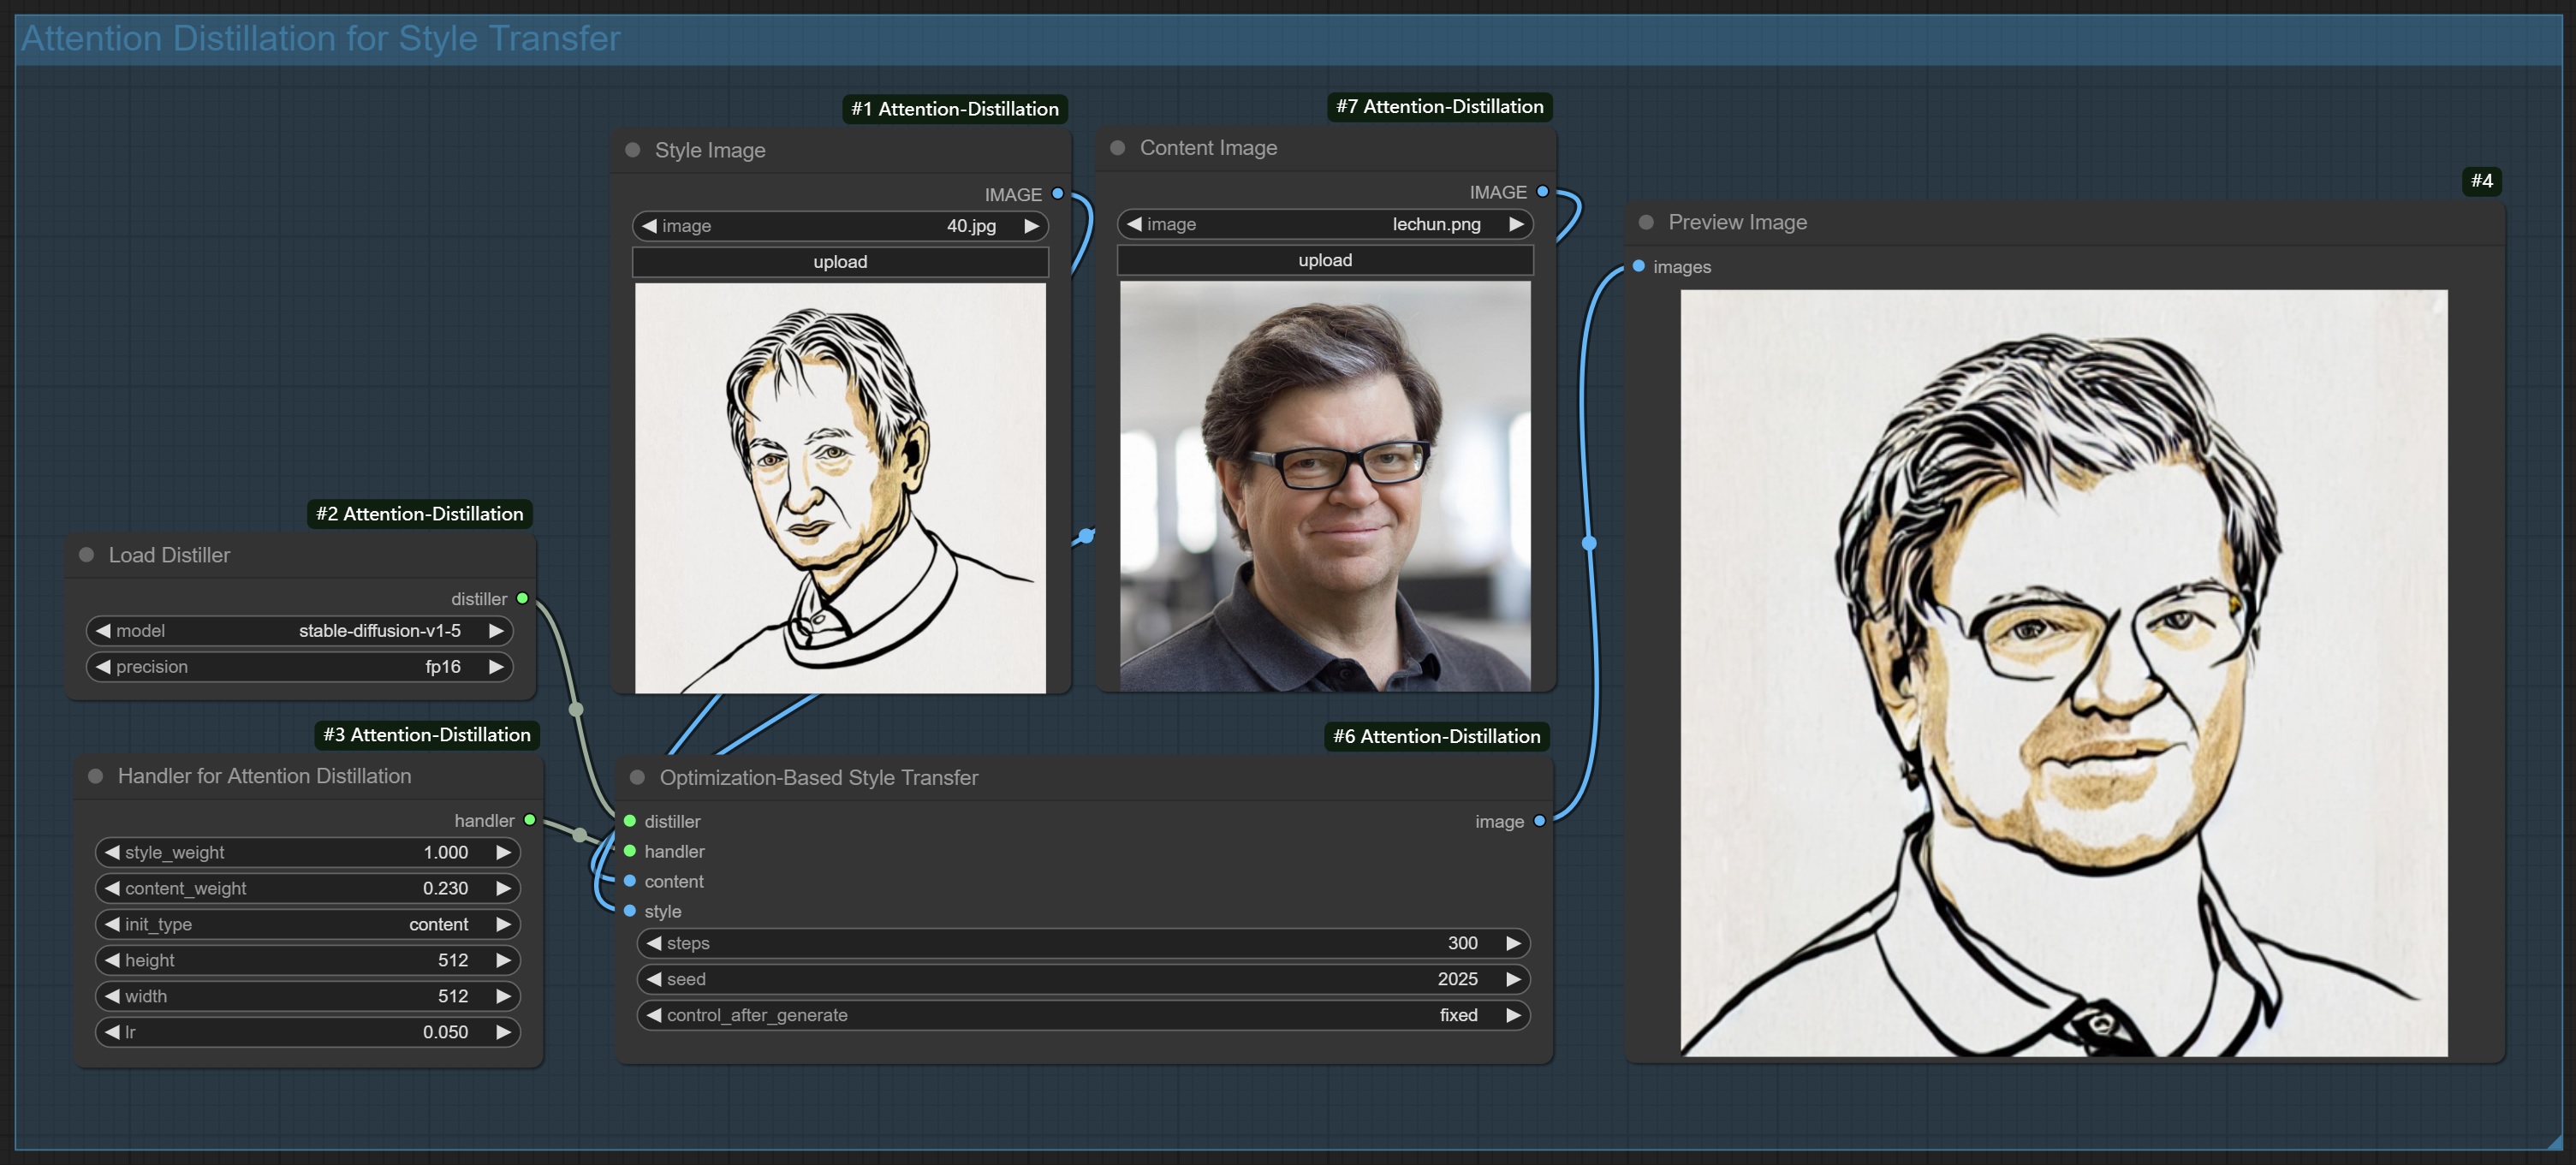 Attention Distillation for Style Transfer
#1 Attention-Distillation
Style Image
IMAGE
image 40.jpg
upload
#7 Attention-Distillation
Content Image
IMAGE
image lechun.png
upload
#4
Preview Image
images
#2 Attention-Distillation
Load Distiller
distiller
model stable-diffusion-v1-5
precision fp16
#3 Attention-Distillation
Handler for Attention Distillation
handler
style_weight 1.000
content_weight 0.230
init_type content
height 512
width 512
lr 0.050
#6 Attention-Distillation
Optimization-Based Style Transfer
distiller image
handler
content
style
steps 300
seed 2025
control_after_generate fixed